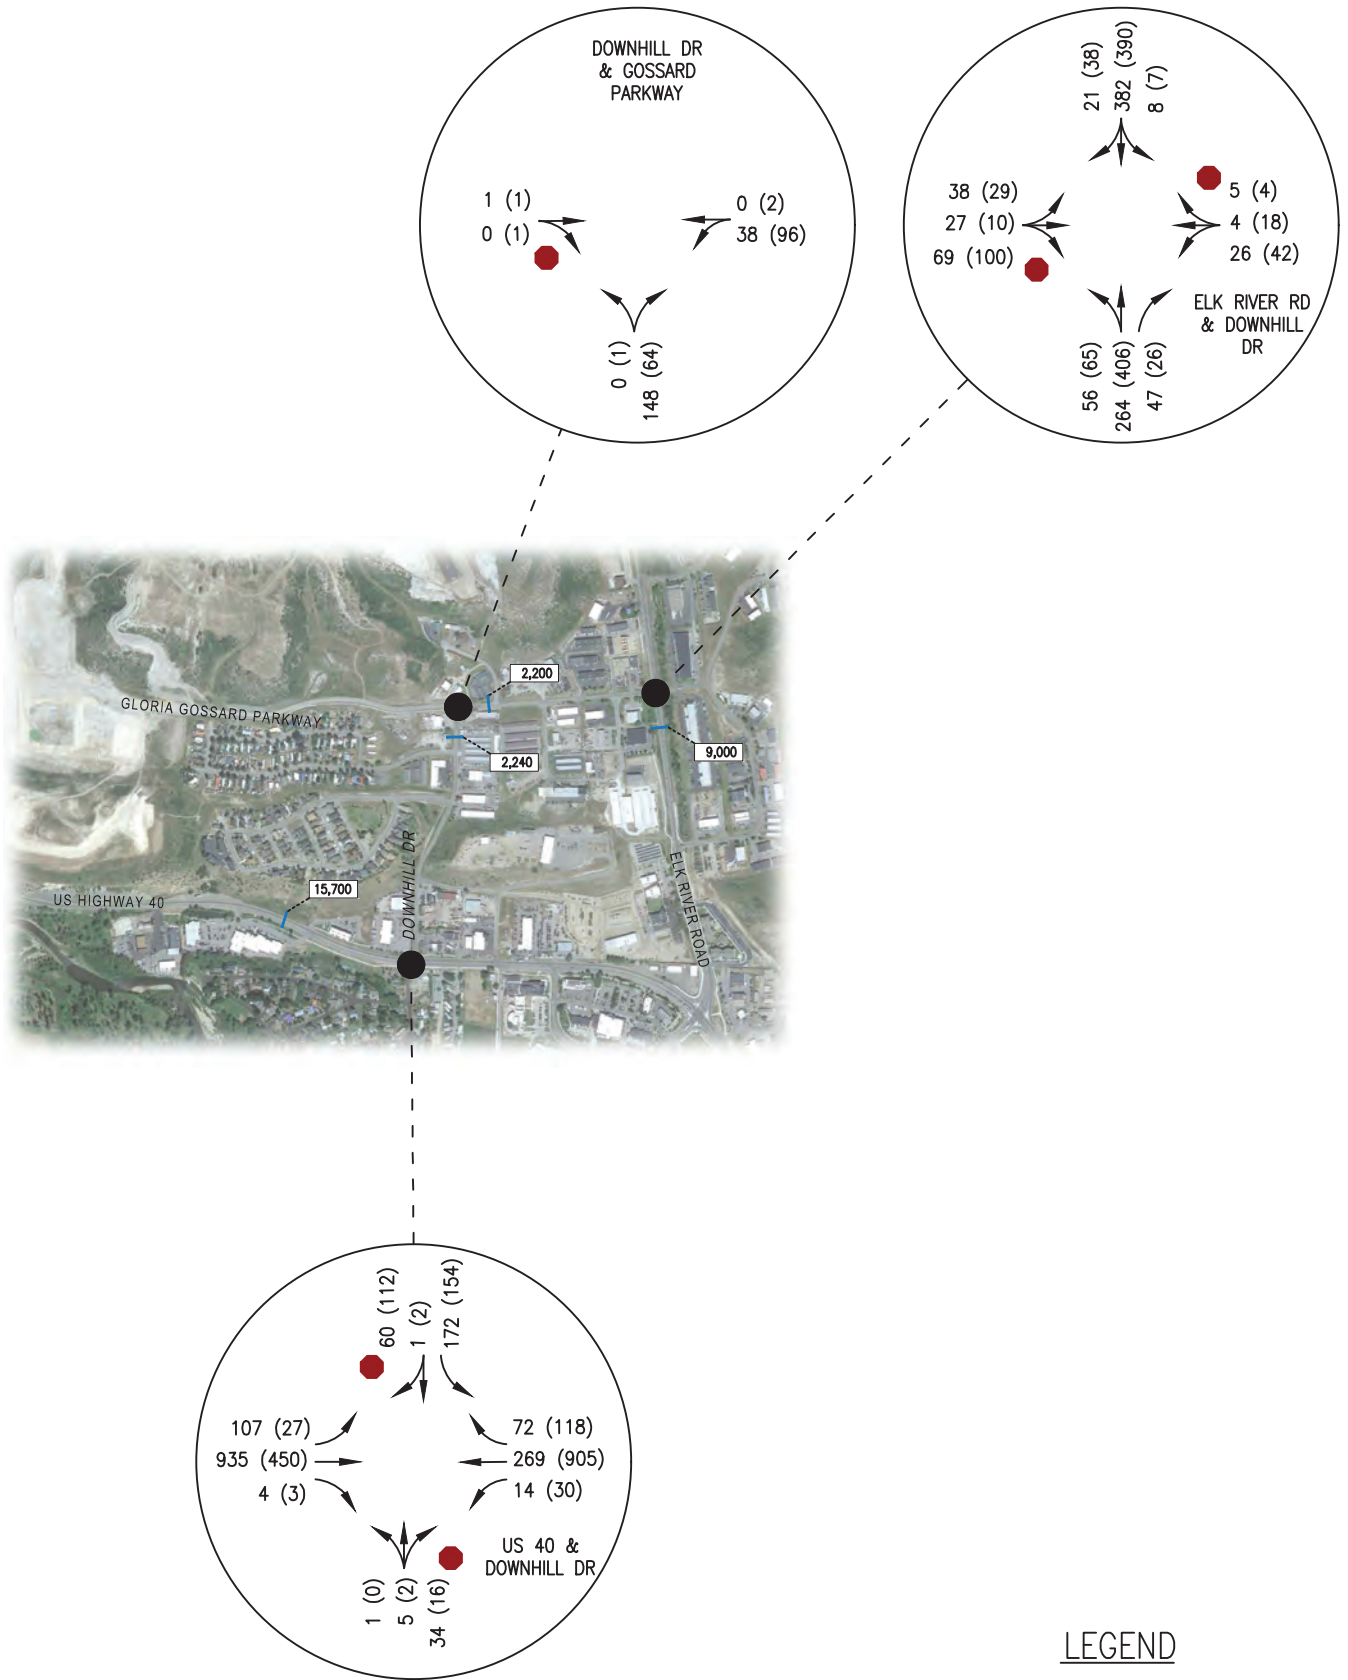 DOWNHILL DR
& GOSSARD
PARKWAY
1 (1)
0 (1)
0 (2)
38 (96)
0 (1)
148 (64)
21 (38)
382 (390)
8 (7)
38 (29)
27 (10)
69 (100)
5 (4)
4 (18)
26 (42)
ELK RIVER RD
& DOWNHILL
DR
56 (65)
264 (406)
47 (26)
2,200
GLORIA GOSSARD PARKWAY
2,240
9,000
DOWNHILL DR
ELK RIVER ROAD
15,700
US HIGHWAY 40
60 (112)
1 (2)
172 (154)
107 (27)
935 (450)
4 (3)
72 (118)
269 (905)
14 (30)
US 40 &
DOWNHILL DR
1 (0)
5 (2)
34 (16)
LEGEND